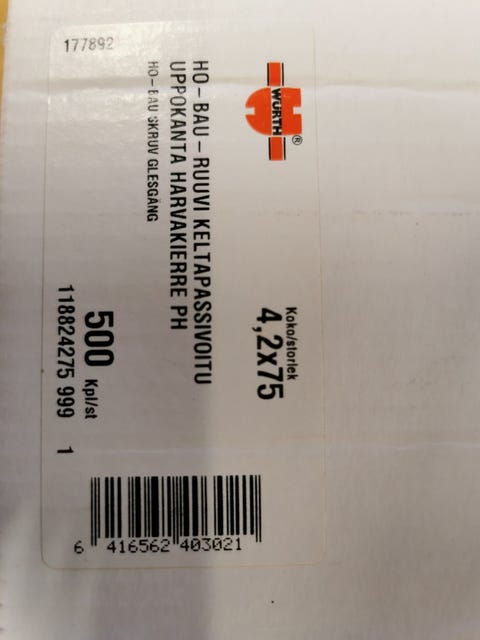 177892
WÜRTH
®
HO-BAU-RUUVI KELTAPASSIVOITU
UPPOKANTA HARVAKIERRE PH
HO-BAU SKRUV GLESGÄNG
Koko/storlek
4,2x75
500 Kpl/st
118824275 999 1
6 416562 403021